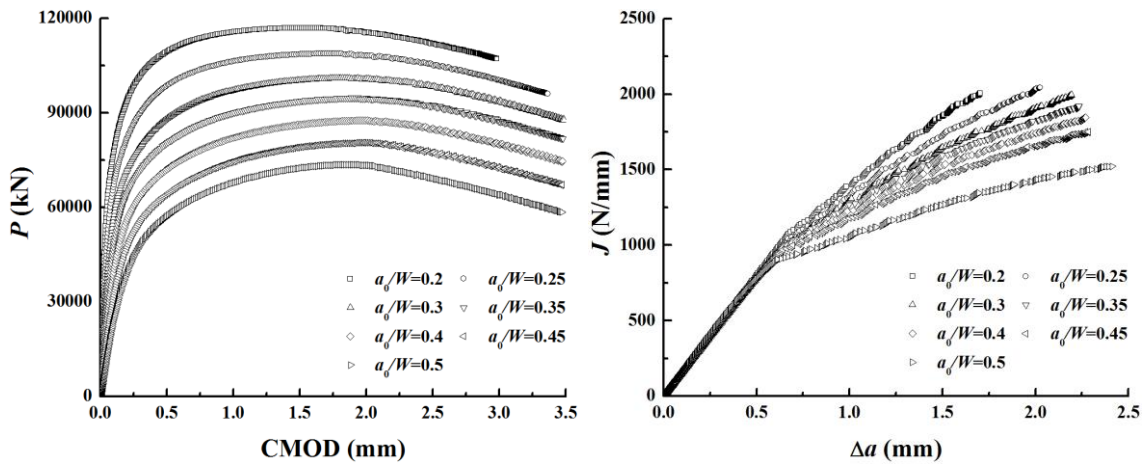 120000
90000
60000
30000
0
P (kN)
0.0 0.5 1.0 1.5 2.0 2.5 3.0 3.5
CMOD (mm)
a₀/W=0.2 a₀/W=0.25
a₀/W=0.3 a₀/W=0.35
a₀/W=0.4 a₀/W=0.45
a₀/W=0.5
2500
2000
1500
1000
500
0
J (N/mm)
0.0 0.5 1.0 1.5 2.0 2.5
Δa (mm)
a₀/W=0.2 a₀/W=0.25
a₀/W=0.3 a₀/W=0.35
a₀/W=0.4 a₀/W=0.45
a₀/W=0.5